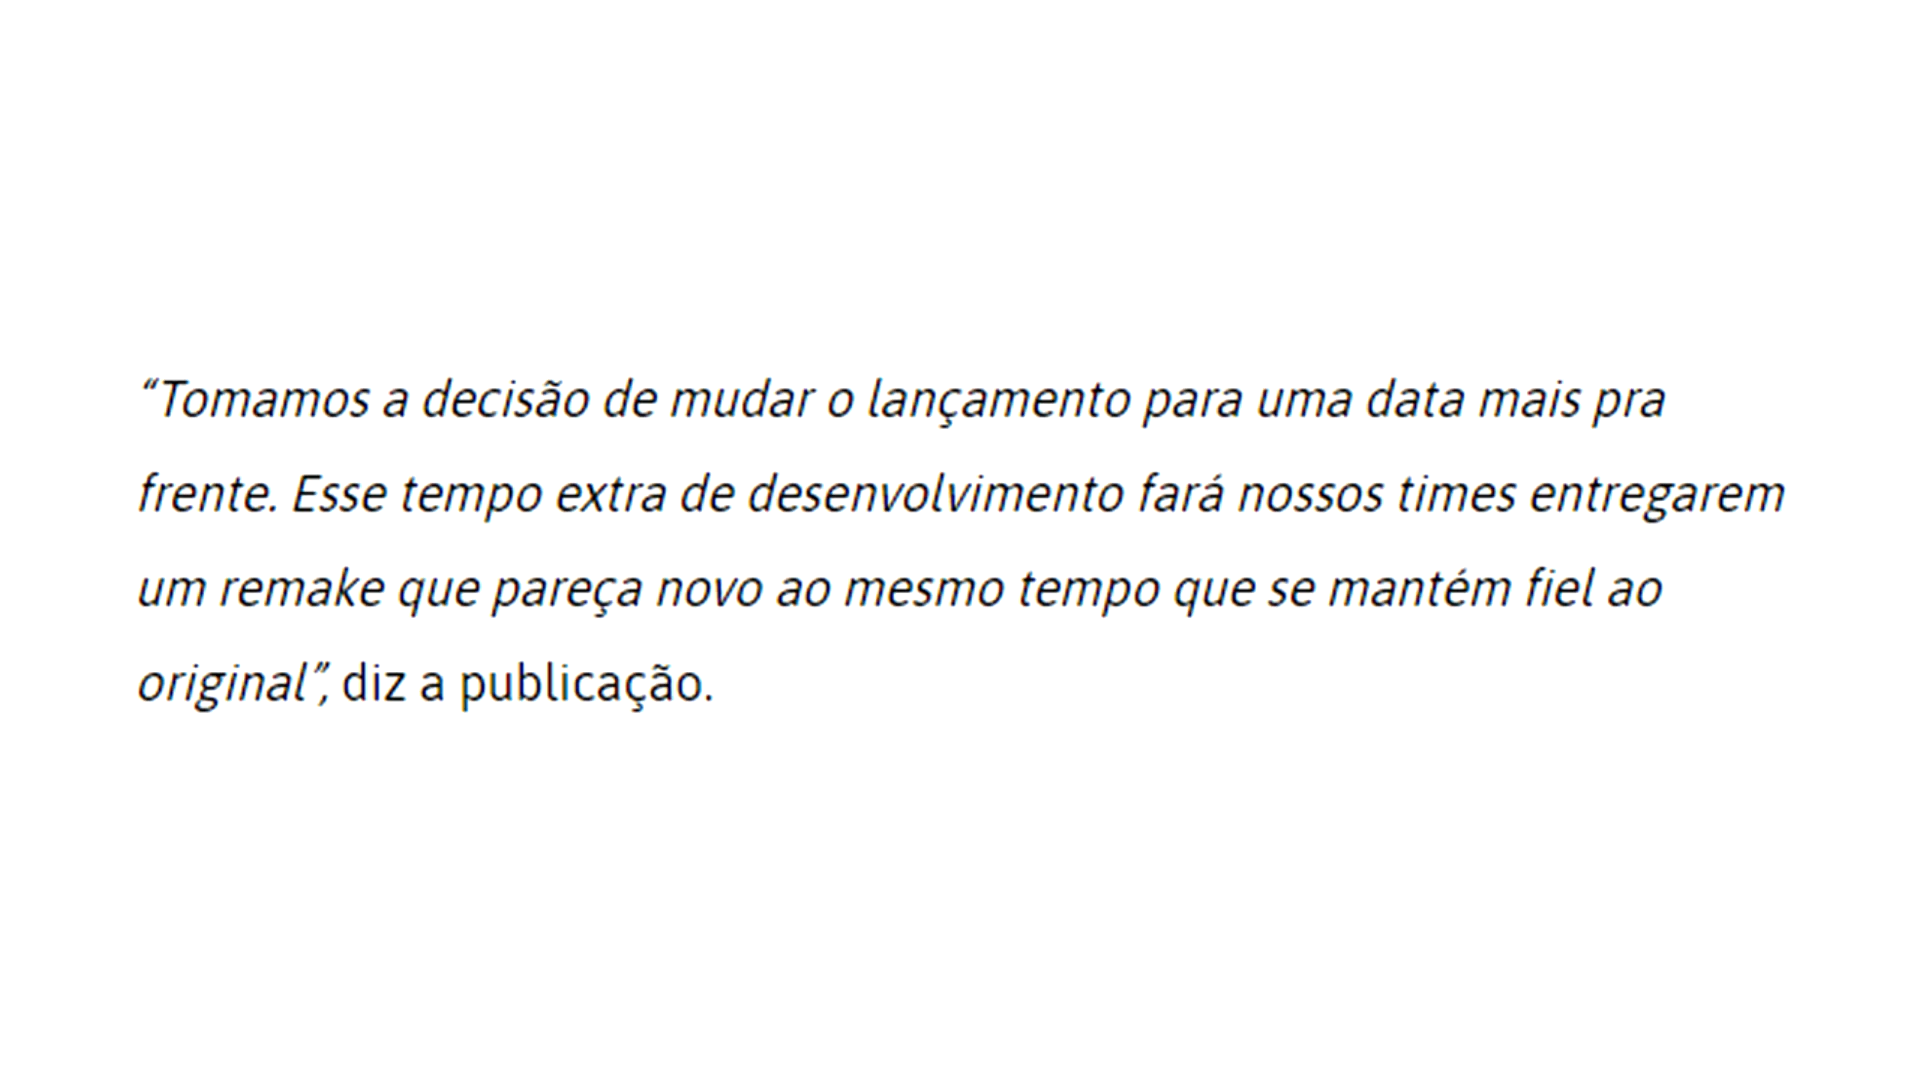 “Tomamos a decisão de mudar o lançamento para uma data mais pra
frente. Esse tempo extra de desenvolvimento fará nossos times entregarem
um remake que pareça novo ao mesmo tempo que se mantém fiel ao
original”, diz a publicação.